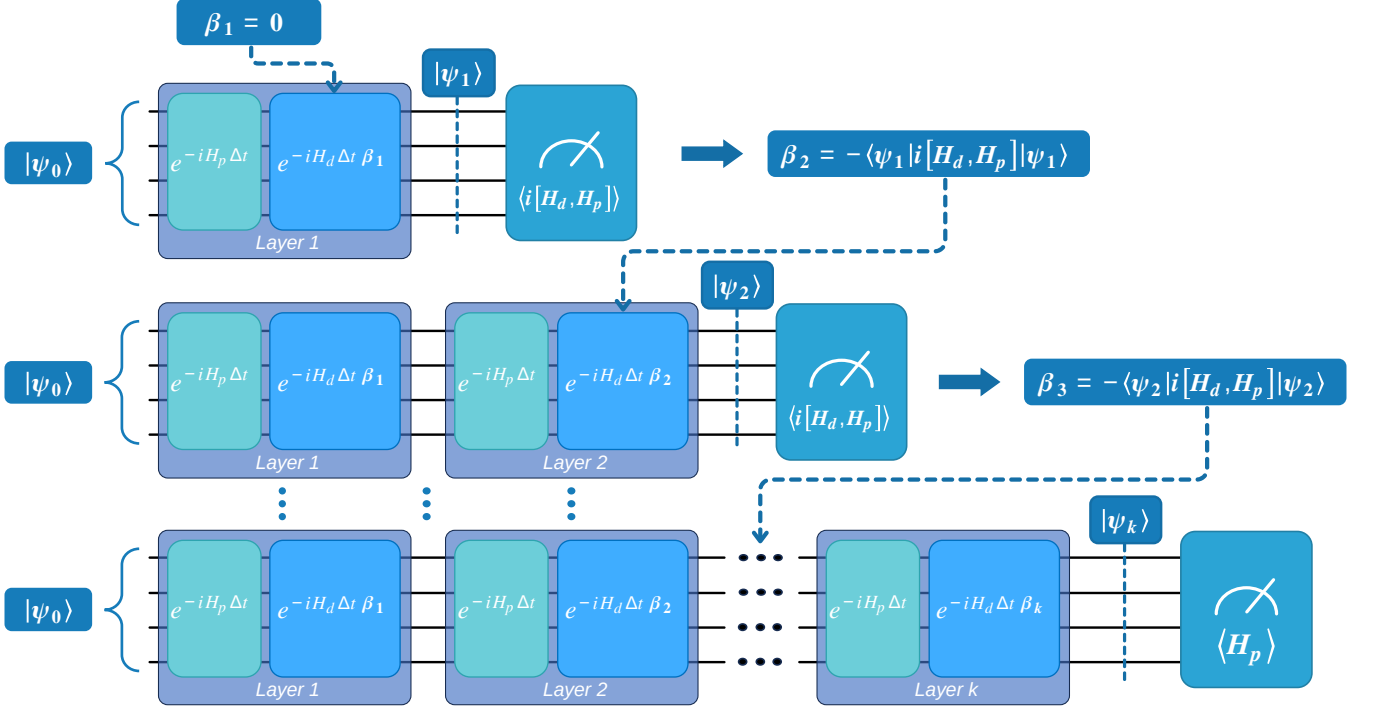 β₁ = 0
|ψ₀⟩
e^{−iH_p Δt}
e^{−iH_d Δt β₁}
Layer 1
|ψ₁⟩
⟨i[H_d, H_p]⟩
β₂ = −⟨ψ₁|i[H_d, H_p]|ψ₁⟩
|ψ₀⟩
e^{−iH_p Δt}
e^{−iH_d Δt β₁}
Layer 1
e^{−iH_p Δt}
e^{−iH_d Δt β₂}
Layer 2
|ψ₂⟩
⟨i[H_d, H_p]⟩
β₃ = −⟨ψ₂|i[H_d, H_p]|ψ₂⟩
|ψ₀⟩
e^{−iH_p Δt}
e^{−iH_d Δt β₁}
Layer 1
e^{−iH_p Δt}
e^{−iH_d Δt β₂}
Layer 2
e^{−iH_p Δt}
e^{−iH_d Δt β_k}
Layer k
|ψ_k⟩
⟨H_p⟩